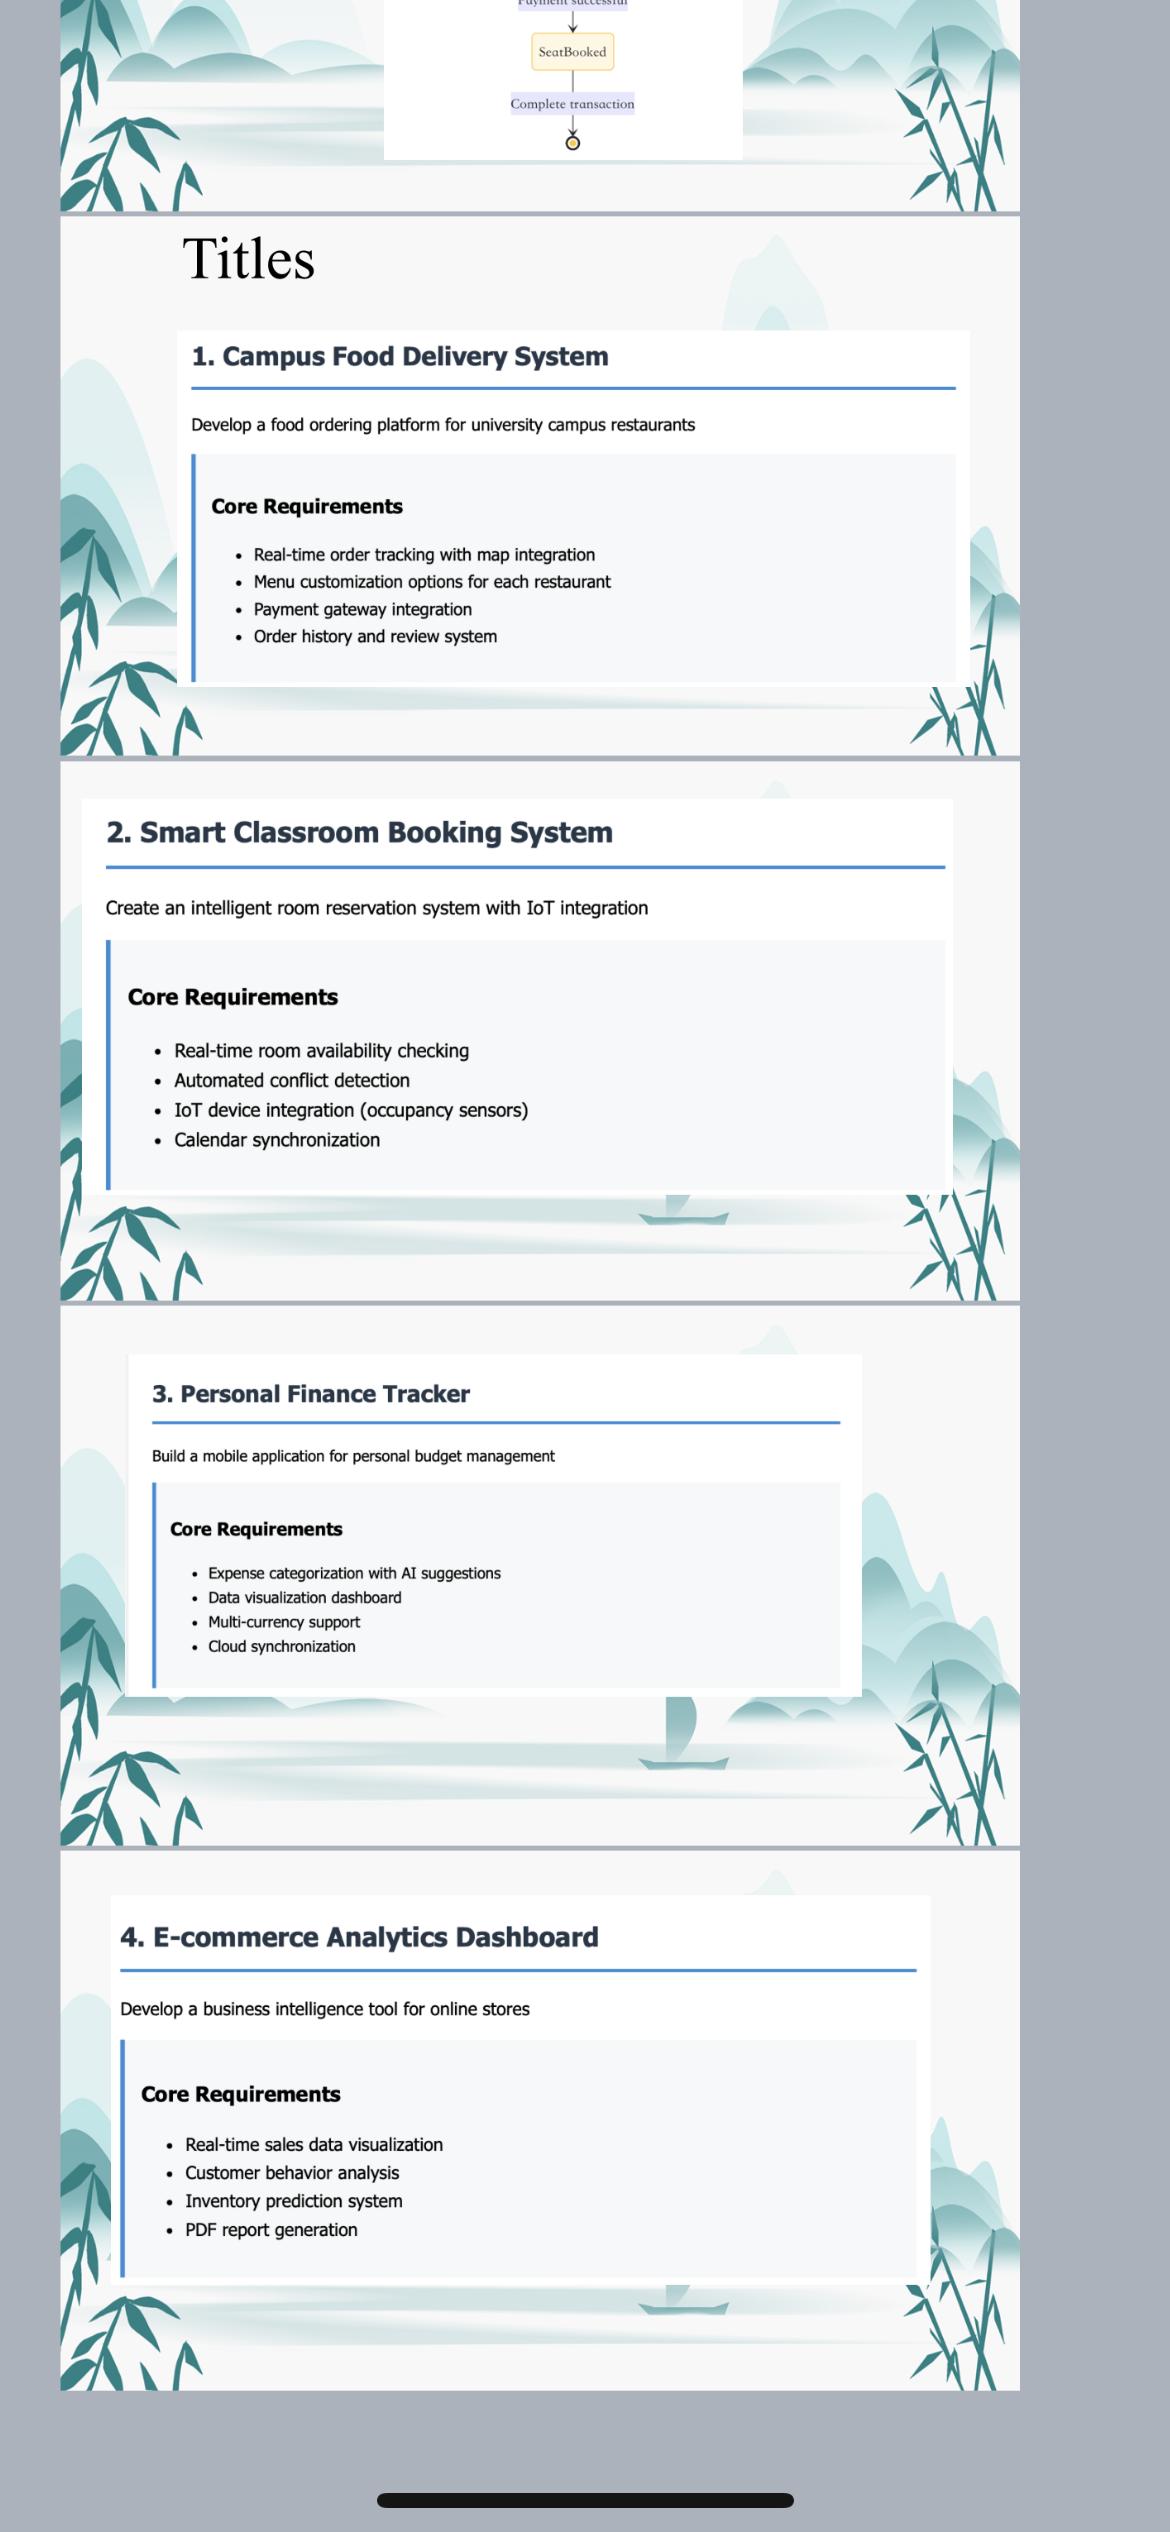 Payment successful
SeatBooked
Complete transaction
Titles
1. Campus Food Delivery System
Develop a food ordering platform for university campus restaurants
Core Requirements
• Real-time order tracking with map integration
• Menu customization options for each restaurant
• Payment gateway integration
• Order history and review system
2. Smart Classroom Booking System
Create an intelligent room reservation system with IoT integration
Core Requirements
• Real-time room availability checking
• Automated conflict detection
• IoT device integration (occupancy sensors)
• Calendar synchronization
3. Personal Finance Tracker
Build a mobile application for personal budget management
Core Requirements
• Expense categorization with AI suggestions
• Data visualization dashboard
• Multi-currency support
• Cloud synchronization
4. E-commerce Analytics Dashboard
Develop a business intelligence tool for online stores
Core Requirements
• Real-time sales data visualization
• Customer behavior analysis
• Inventory prediction system
• PDF report generation